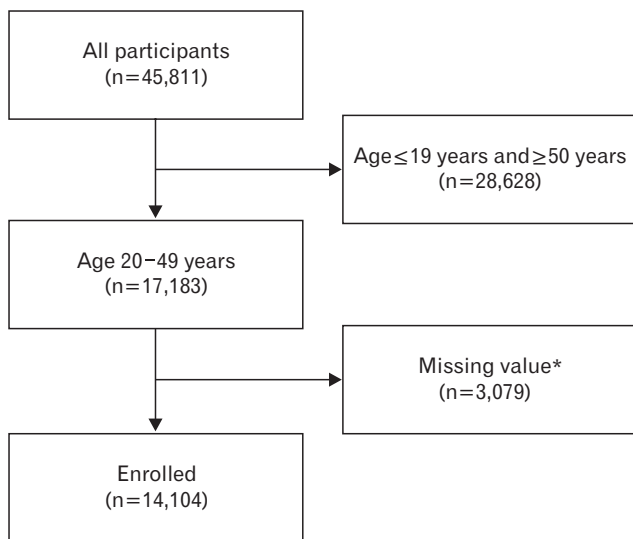 All participants
(n=45,811)
Age≤19 years and≥50 years
(n=28,628)
Age 20–49 years
(n=17,183)
Missing value*
(n=3,079)
Enrolled
(n=14,104)